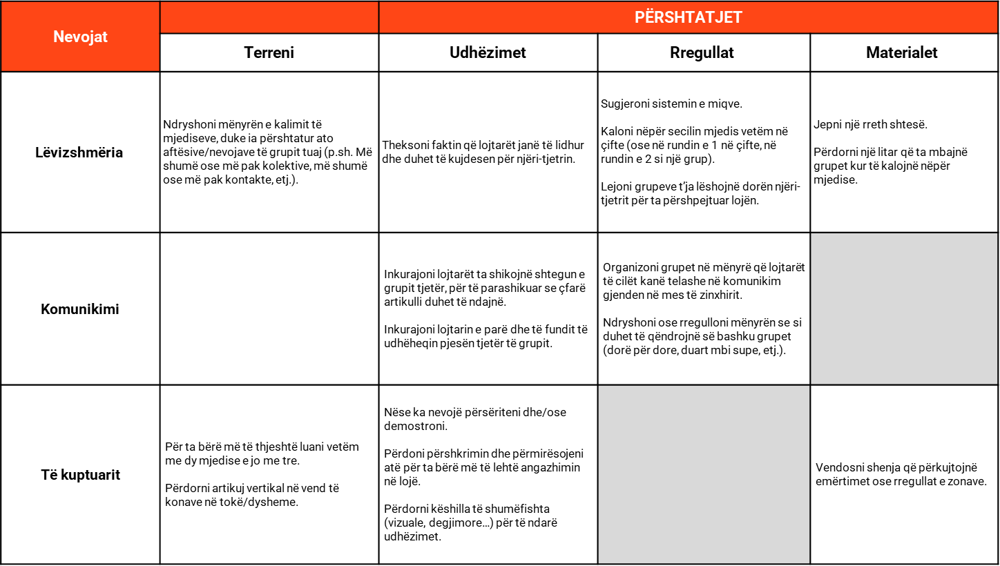 Nevojat
PËRSHTATJET
Terreni
Udhëzimet
Rregullat
Materialet
Lëvizshmëria
Ndryshoni mënyrën e kalimit të
mjediseve, duke ia përshtatur ato
aftësive/nevojave të grupit tuaj (p.sh. Më
shumë ose më pak kolektive, më shumë
ose më pak kontakte, etj.).
Theksoni faktin që lojtarët janë të lidhur
dhe duhet të kujdesen për njëri-tjetrin.
Sugjeroni sistemin e miqve.
Kaloni nëpër secilin mjedis vetëm në
çifte (ose në rundin e 1 në çifte, në
rundin e 2 si një grup).
Lejoni grupeve t’ja lëshojnë dorën njëri-
tjetrit për ta përshpejtuar lojën.
Jepni një rreth shtesë.
Përdorni një litar që ta mbajnë
grupet kur të kalojnë nëpër
mjedise.
Komunikimi
Inkurajoni lojtarët ta shikojnë shtegun e
grupit tjetër, për të parashikuar se çfarë
artikulli duhet të ndajnë.
Inkurajoni lojtarin e parë dhe të fundit të
udhëheqin pjesën tjetër të grupit.
Organizoni grupet në mënyrë që lojtarët
të cilët kanë telashe në komunikim
gjenden në mes të zinxhirit.
Ndryshoni ose rregulloni mënyrën se si
duhet të qëndrojnë së bashku grupet
(dorë për dore, duart mbi supe, etj.).
Të kuptuarit
Për ta bërë më të thjeshtë luani vetëm
me dy mjedise e jo me tre.
Përdorni artikuj vertikal në vend të
konave në tokë/dysheme.
Nëse ka nevojë përsëriteni dhe/ose
demostroni.
Përdoni përshkrimin dhe përmirësojeni
atë për ta bërë më të lehtë angazhimin
në lojë.
Përdorni këshilla të shumëfishta
(vizuale, degjimore…) për të ndarë
udhëzimet.
Vendosni shenja që përkujtojnë
emërtimet ose rregullat e zonave.